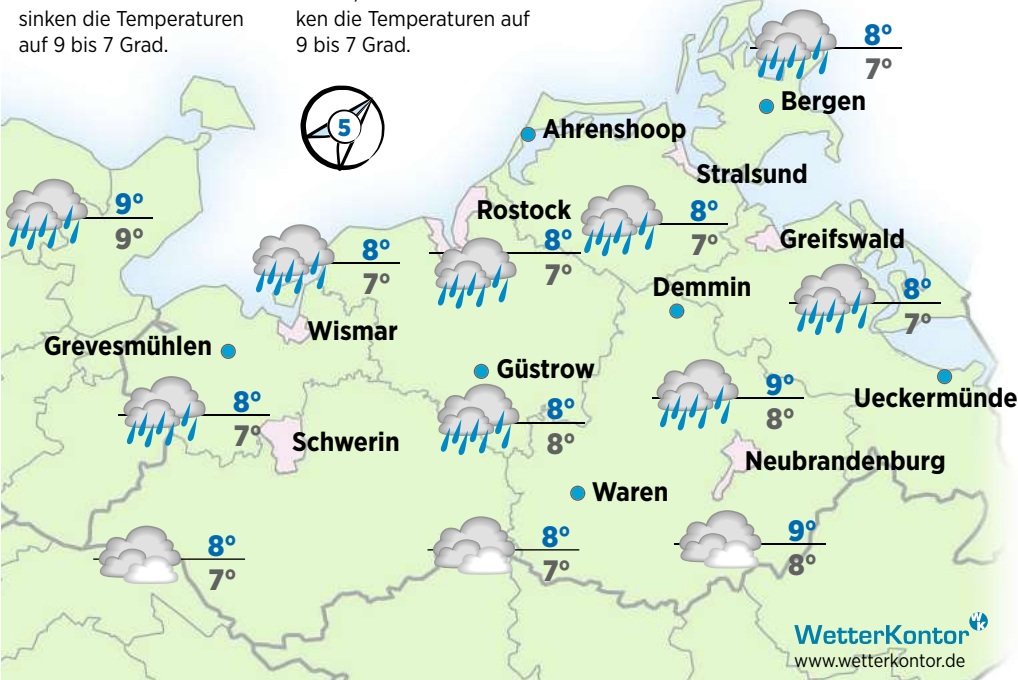 sinken die Temperaturen
auf 9 bis 7 Grad.
ken die Temperaturen auf
9 bis 7 Grad.
8°
7°
Bergen
5
Ahrenshoop
Stralsund
9°
9°
Rostock
8°
7°
8°
7°
Greifswald
8°
7°
Demmin
8°
7°
Wismar
Grevesmühlen
Güstrow
9°
8°
Ueckermünde
8°
7°
Schwerin
8°
8°
Neubrandenburg
Waren
8°
7°
8°
7°
9°
8°
WetterKontor WK
www.wetterkontor.de